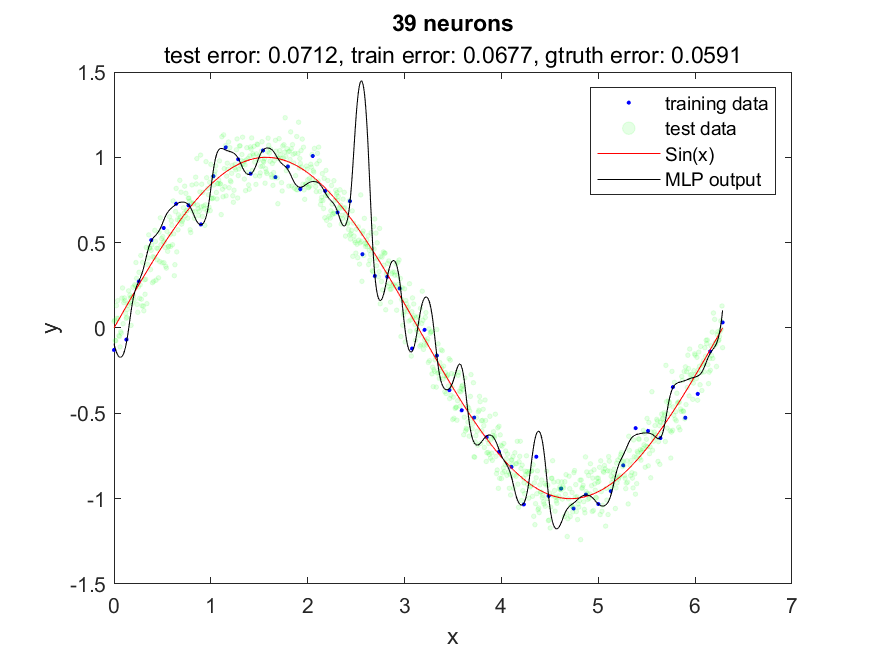 39 neurons
test error: 0.0712, train error: 0.0677, gtruth error: 0.0591
training data
test data
Sin(x)
MLP output
1.5
1
0.5
0
-0.5
-1
-1.5
y
0 1 2 3 4 5 6 7
x